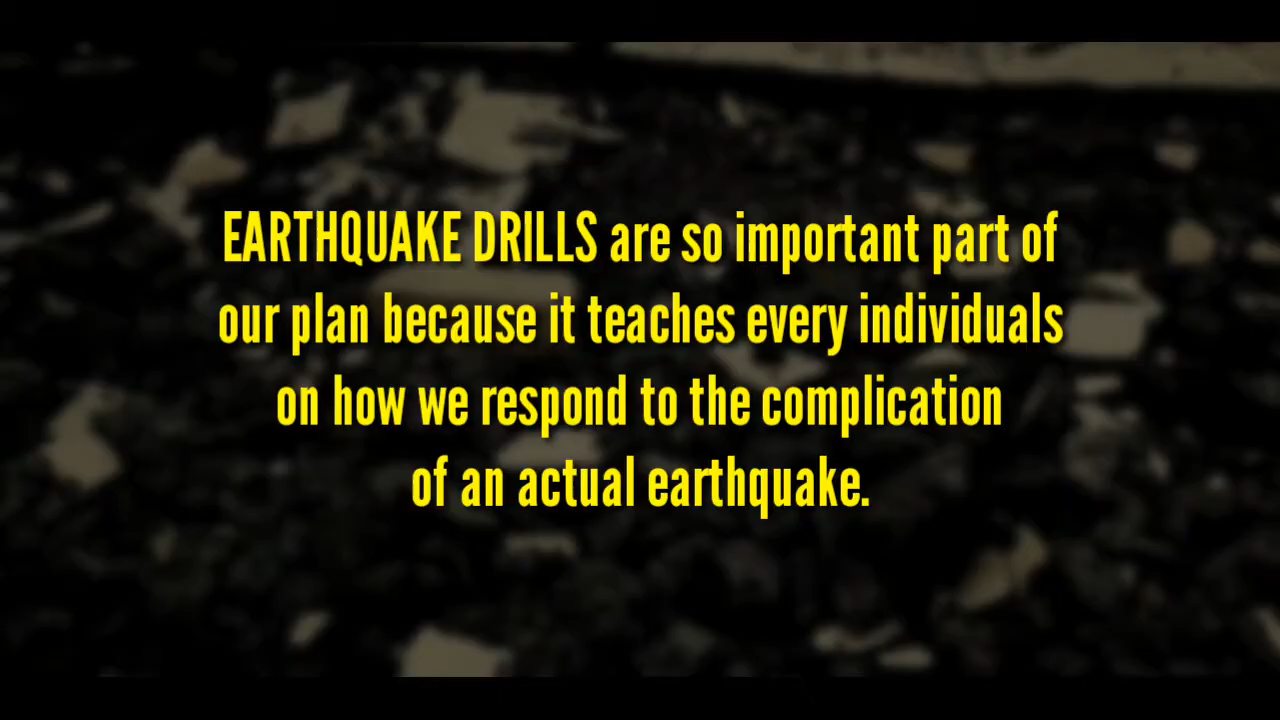 EARTHQUAKE DRILLS are so important part of
our plan because it teaches every individuals
on how we respond to the complication
of an actual earthquake.